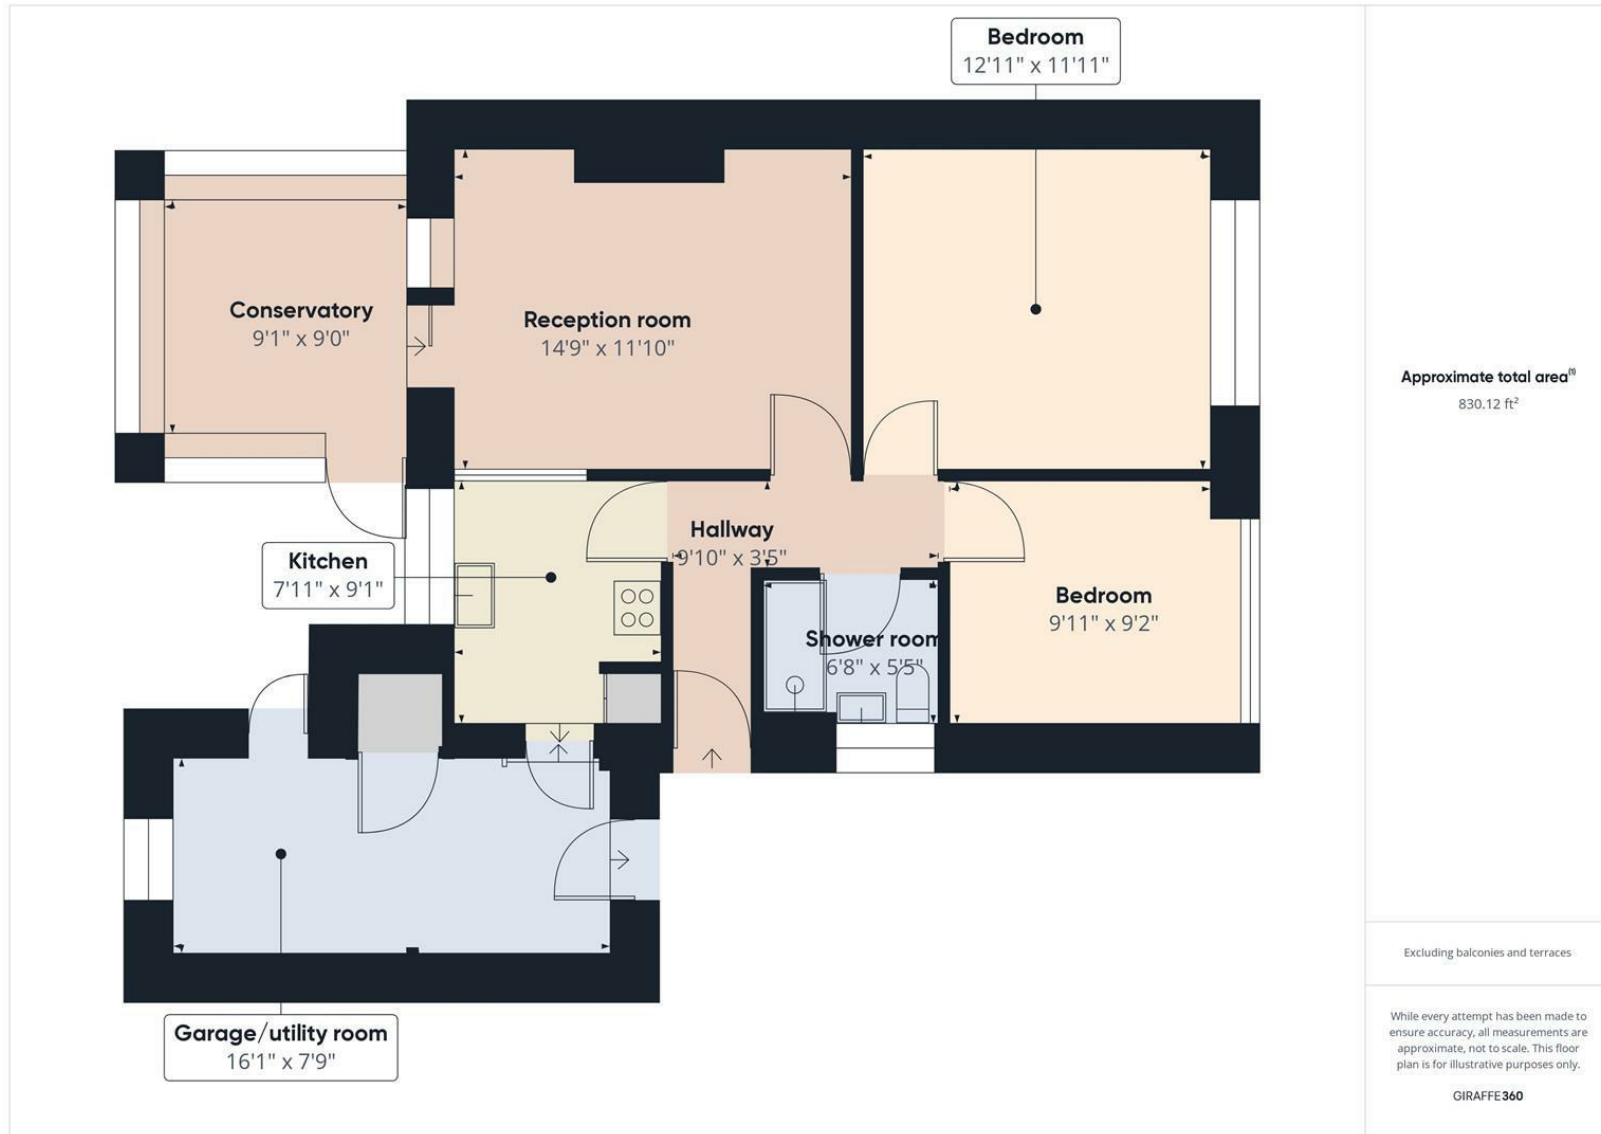 Bedroom
12'11" x 11'11"
Conservatory
9'1" x 9'0"
Reception room
14'9" x 11'10"
Kitchen
7'11" x 9'1"
Hallway
9'10" x 3'5"
Shower room
6'8" x 5'5"
Bedroom
9'11" x 9'2"
Garage/utility room
16'1" x 7'9"
Approximate total area⁽¹⁾
830.12 ft²
Excluding balconies and terraces
While every attempt has been made to
ensure accuracy, all measurements are
approximate, not to scale. This floor
plan is for illustrative purposes only.
GIRAFFE360